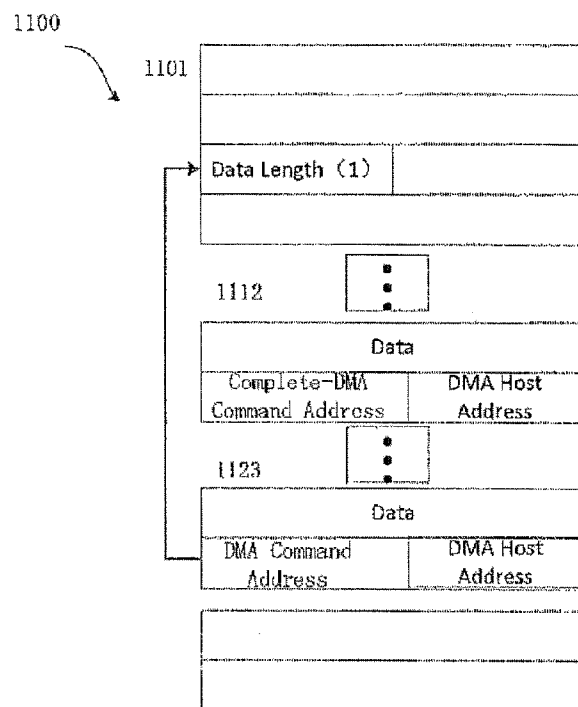 1100
1101
Data Length (1)
1112
Data
Complete-DMA
Command Address
DMA Host
Address
1123
Data
DMA Command
Address
DMA Host
Address